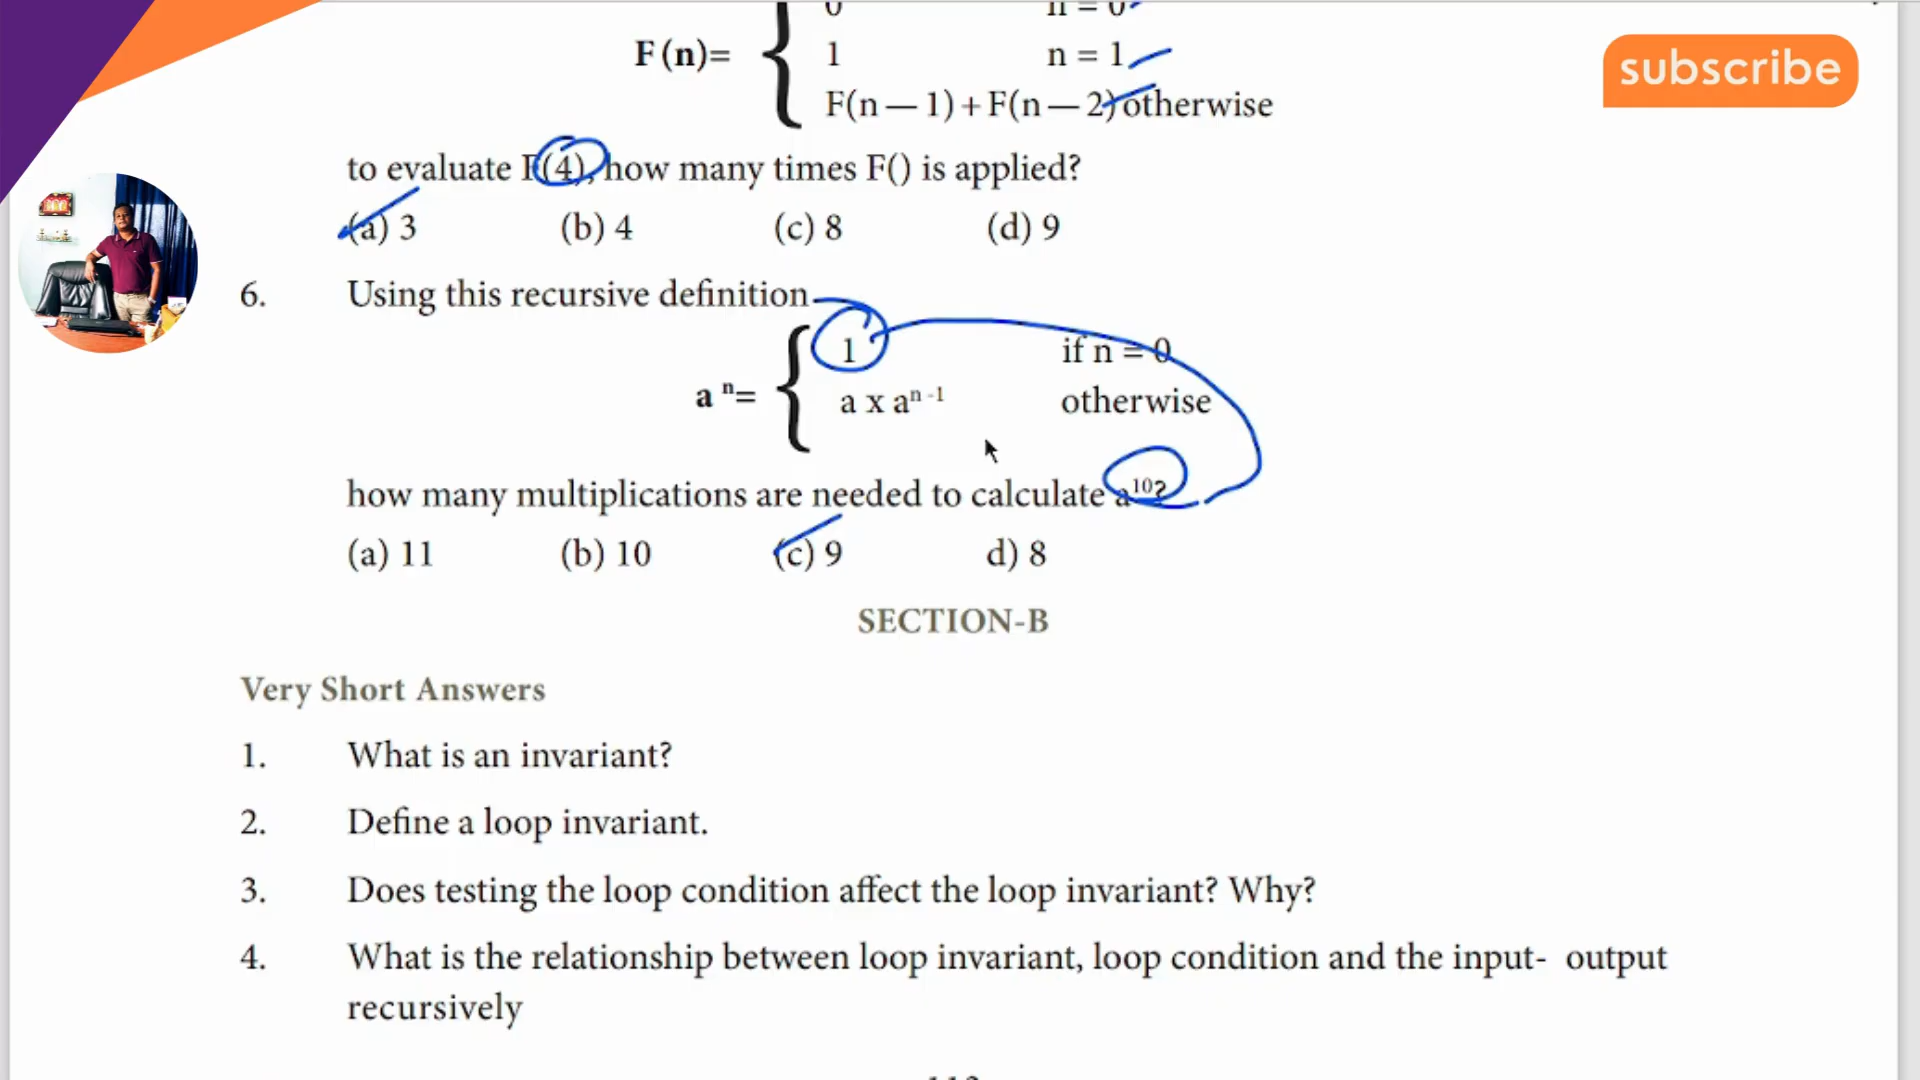 subscribe
0 n = 0
F(n)= 1 n = 1
F(n — 1) + F(n — 2) otherwise
to evaluate F(4), how many times F() is applied?
(a) 3 (b) 4 (c) 8 (d) 9
6. Using this recursive definition
1 if n = 0
a ⁿ=
a x aⁿ ⁻¹ otherwise
how many multiplications are needed to calculate a¹⁰?
(a) 11 (b) 10 (c) 9 d) 8
SECTION-B
Very Short Answers
1. What is an invariant?
2. Define a loop invariant.
3. Does testing the loop condition affect the loop invariant? Why?
4. What is the relationship between loop invariant, loop condition and the input- output
recursively